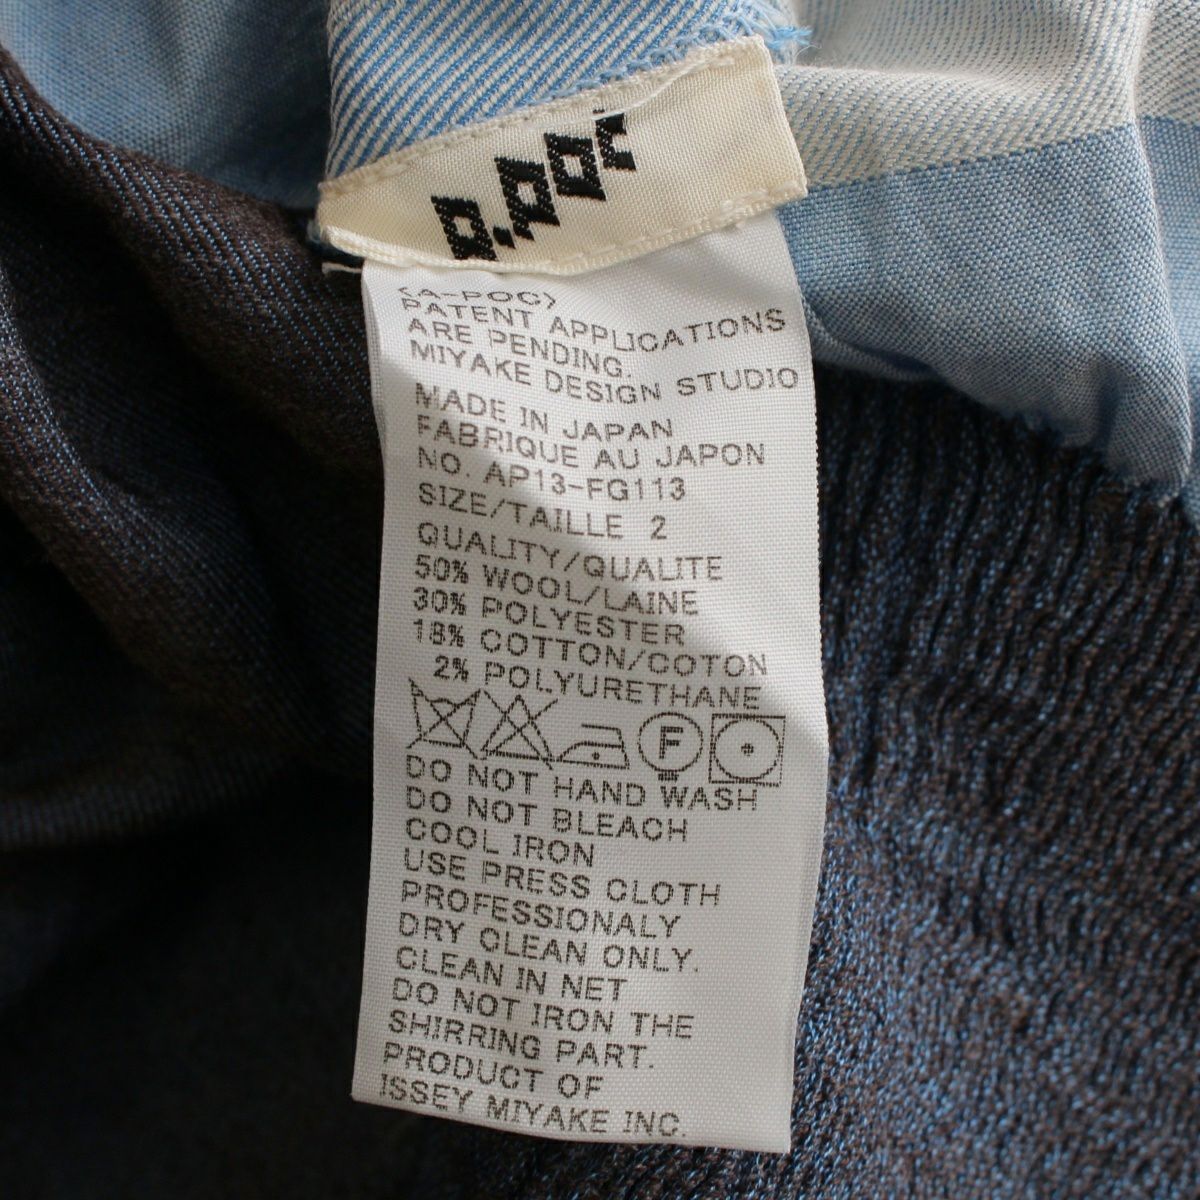 a.poc
<A-POC>
PATENT APPLICATIONS
ARE PENDING.
MIYAKE DESIGN STUDIO
MADE IN JAPAN
FABRIQUE AU JAPON
NO. AP13-FG113
SIZE/TAILLE 2
QUALITY/QUALITE
50% WOOL/LAINE
30% POLYESTER
18% COTTON/COTON
2% POLYURETHANE
F
DO NOT HAND WASH
DO NOT BLEACH
COOL IRON
USE PRESS CLOTH
PROFESSIONALY
DRY CLEAN ONLY.
CLEAN IN NET
DO NOT IRON THE
SHIRRING PART.
PRODUCT OF
ISSEY MIYAKE INC.